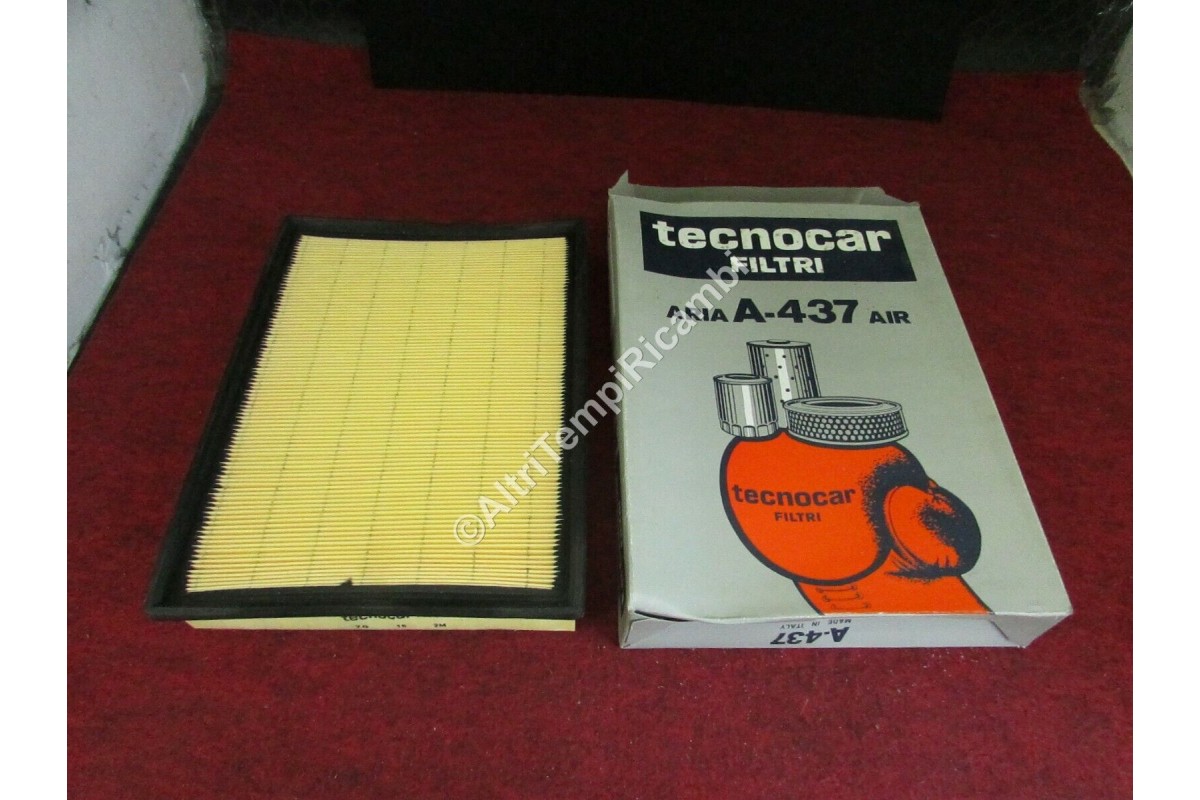 tecnocar
FILTRI
ARIA A-437 AIR
tecnocar
FILTRI
A-437
MADE IN ITALY
tecnocar
©AltriTempiRicambi